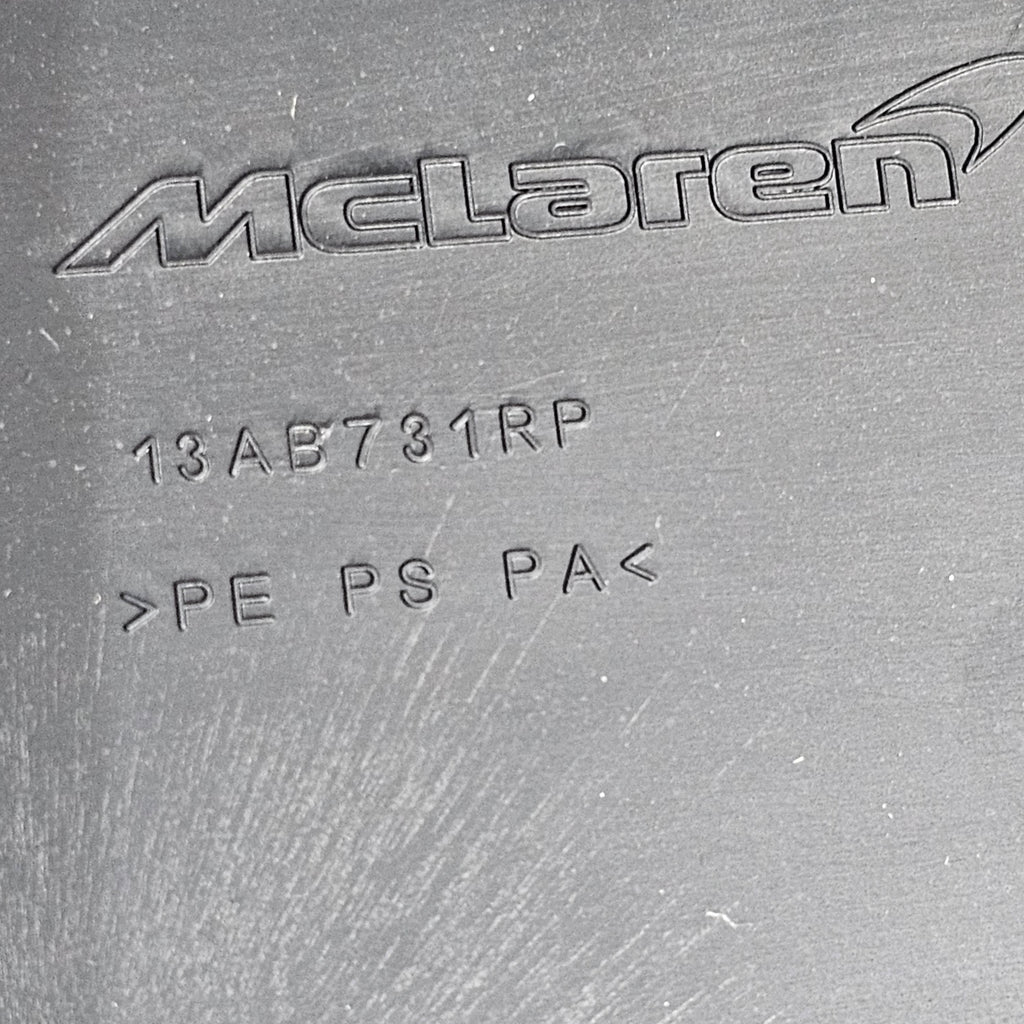 McLaren
13AB731RP
>PE PS PA<